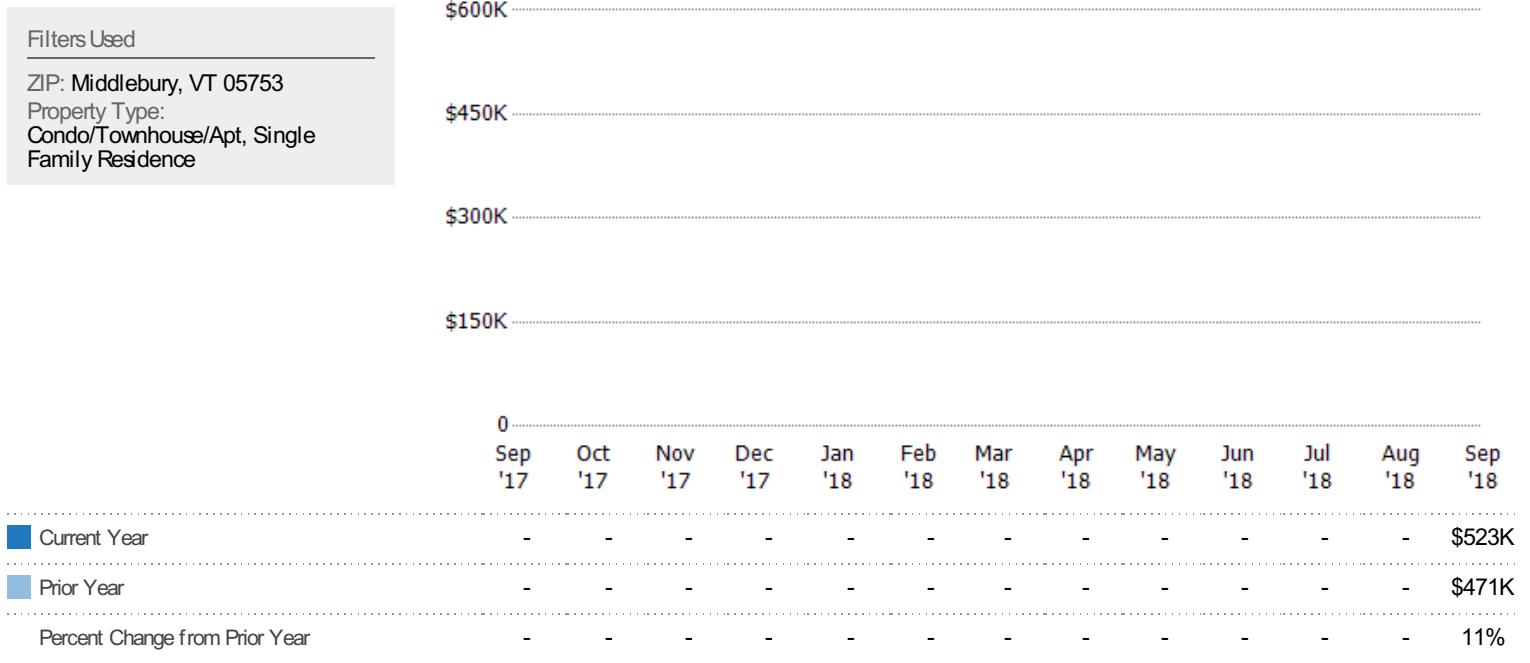 Filters Used
ZIP: Middlebury, VT 05753
Property Type:
Condo/Townhouse/Apt, Single
Family Residence
$600K
$450K
$300K
$150K
0
Sep Oct Nov Dec Jan Feb Mar Apr May Jun Jul Aug Sep
'17 '17 '17 '17 '18 '18 '18 '18 '18 '18 '18 '18 '18
Current Year - - - - - - - - - - - - $523K
Prior Year - - - - - - - - - - - - $471K
Percent Change from Prior Year - - - - - - - - - - - - 11%